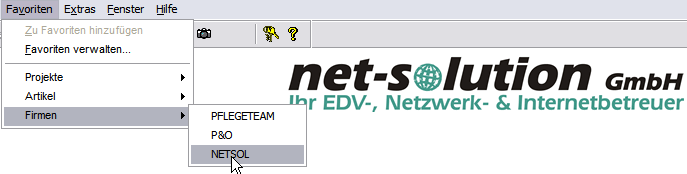 Favoriten Extras Fenster Hilfe
Zu Favoriten hinzufügen
Favoriten verwalten...
Projekte
Artikel
Firmen
PFLEGETEAM
P&O
NETSOL
net-solution GmbH
Ihr EDV-, Netzwerk- & Internetbetreuer